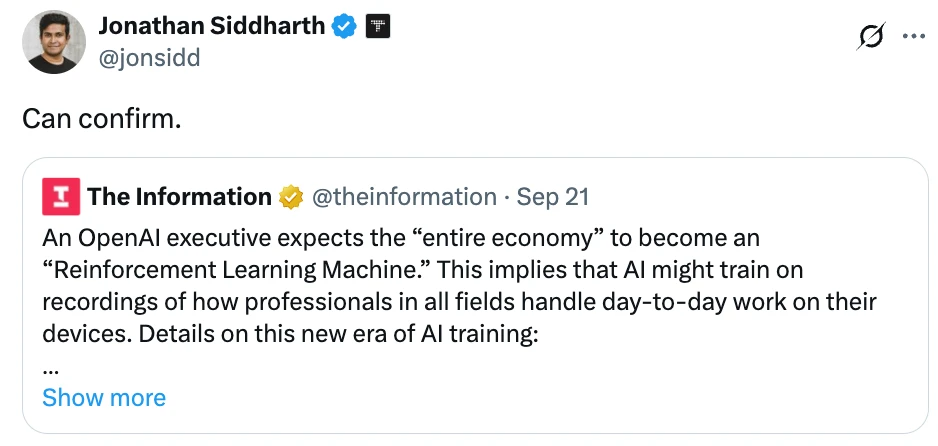 Jonathan Siddharth
@jonsidd
Can confirm.
The Information @theinformation · Sep 21
An OpenAI executive expects the “entire economy” to become an
“Reinforcement Learning Machine.” This implies that AI might train on
recordings of how professionals in all fields handle day-to-day work on their
devices. Details on this new era of AI training:
...
Show more